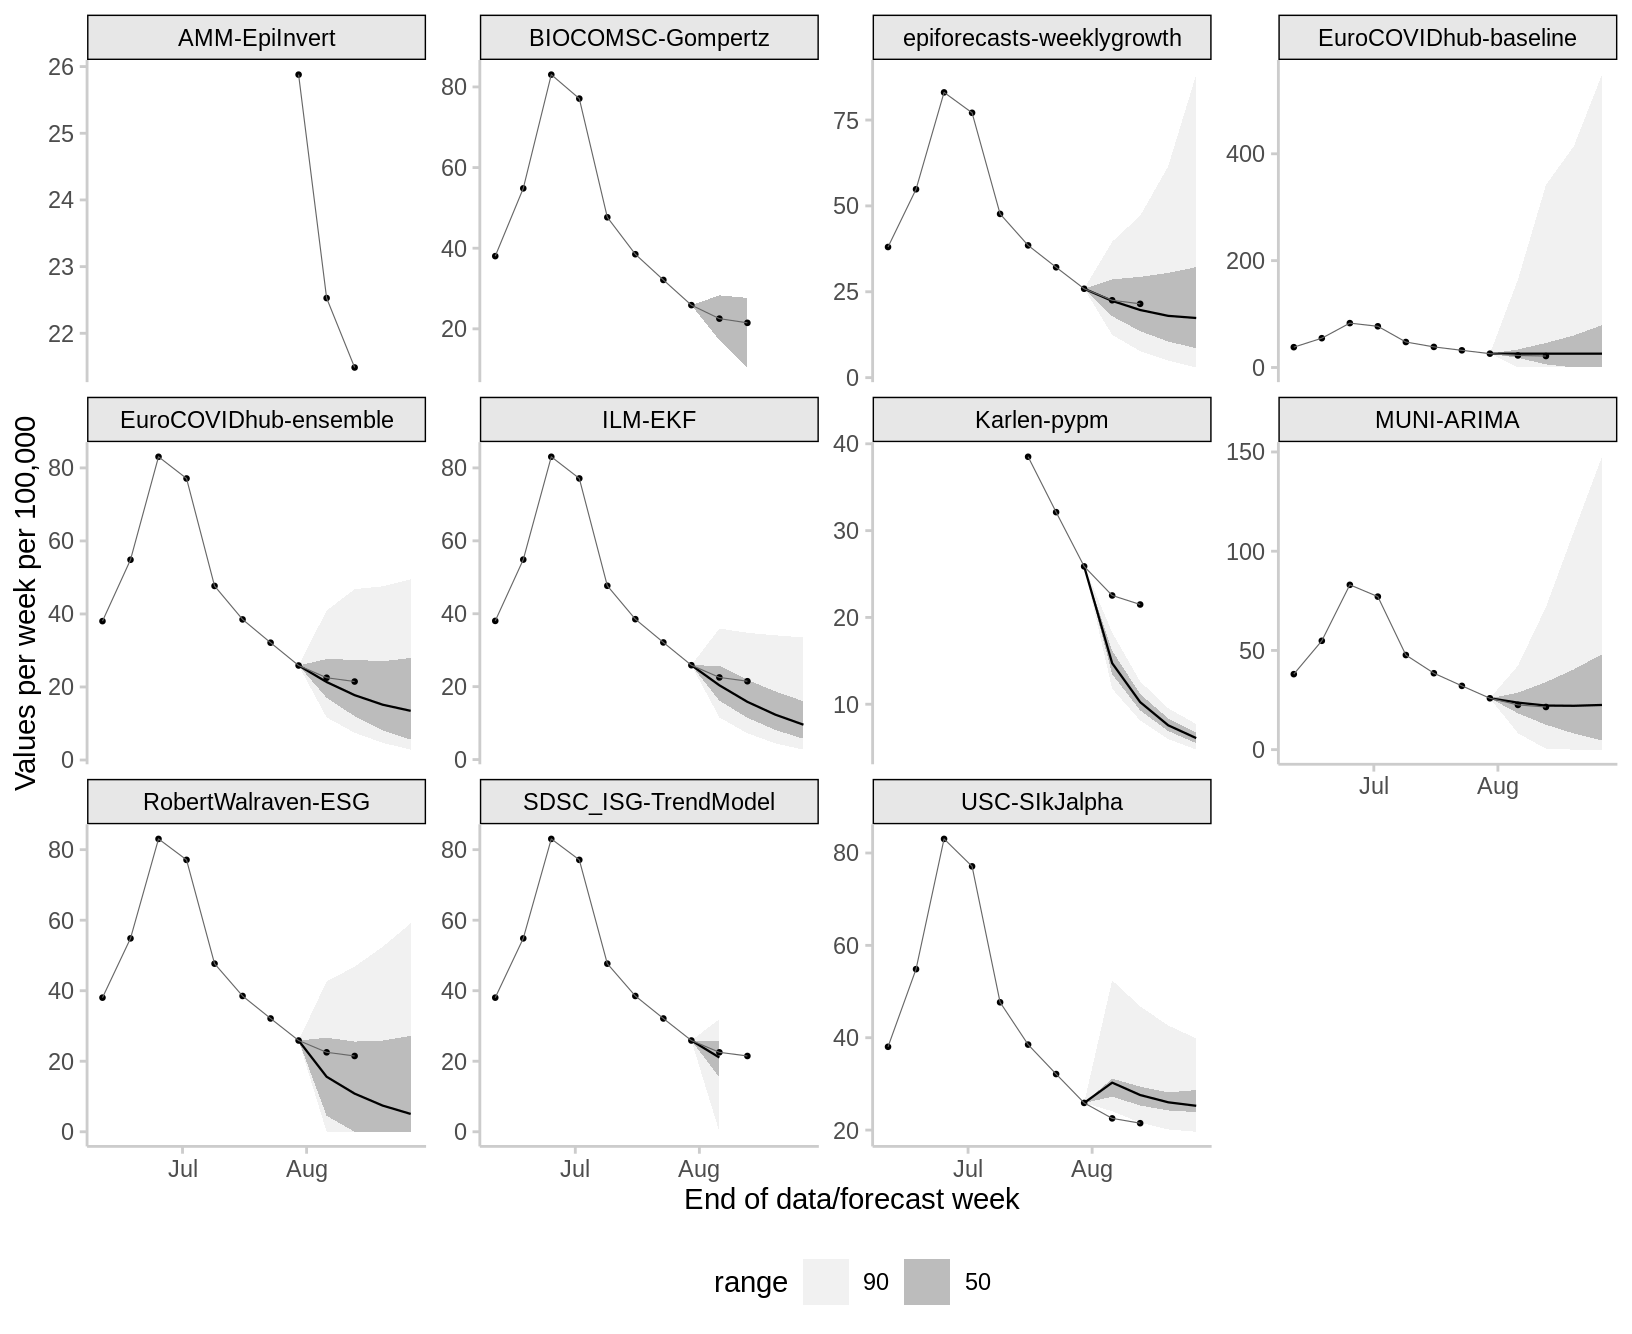 AMM-EpiInvert
BIOCOMSC-Gompertz
epiforecasts-weeklygrowth
EuroCOVIDhub-baseline
26
25
24
23
22
80
60
40
20
75
50
25
0
400
200
0
EuroCOVIDhub-ensemble
ILM-EKF
Karlen-pypm
MUNI-ARIMA
80
60
40
20
0
80
60
40
20
0
40
30
20
10
150
100
50
0
Jul
Aug
RobertWalraven-ESG
SDSC_ISG-TrendModel
USC-SIkJalpha
80
60
40
20
0
80
60
40
20
0
80
60
40
20
Jul
Aug
Jul
Aug
Jul
Aug
Values per week per 100,000
End of data/forecast week
range
90
50